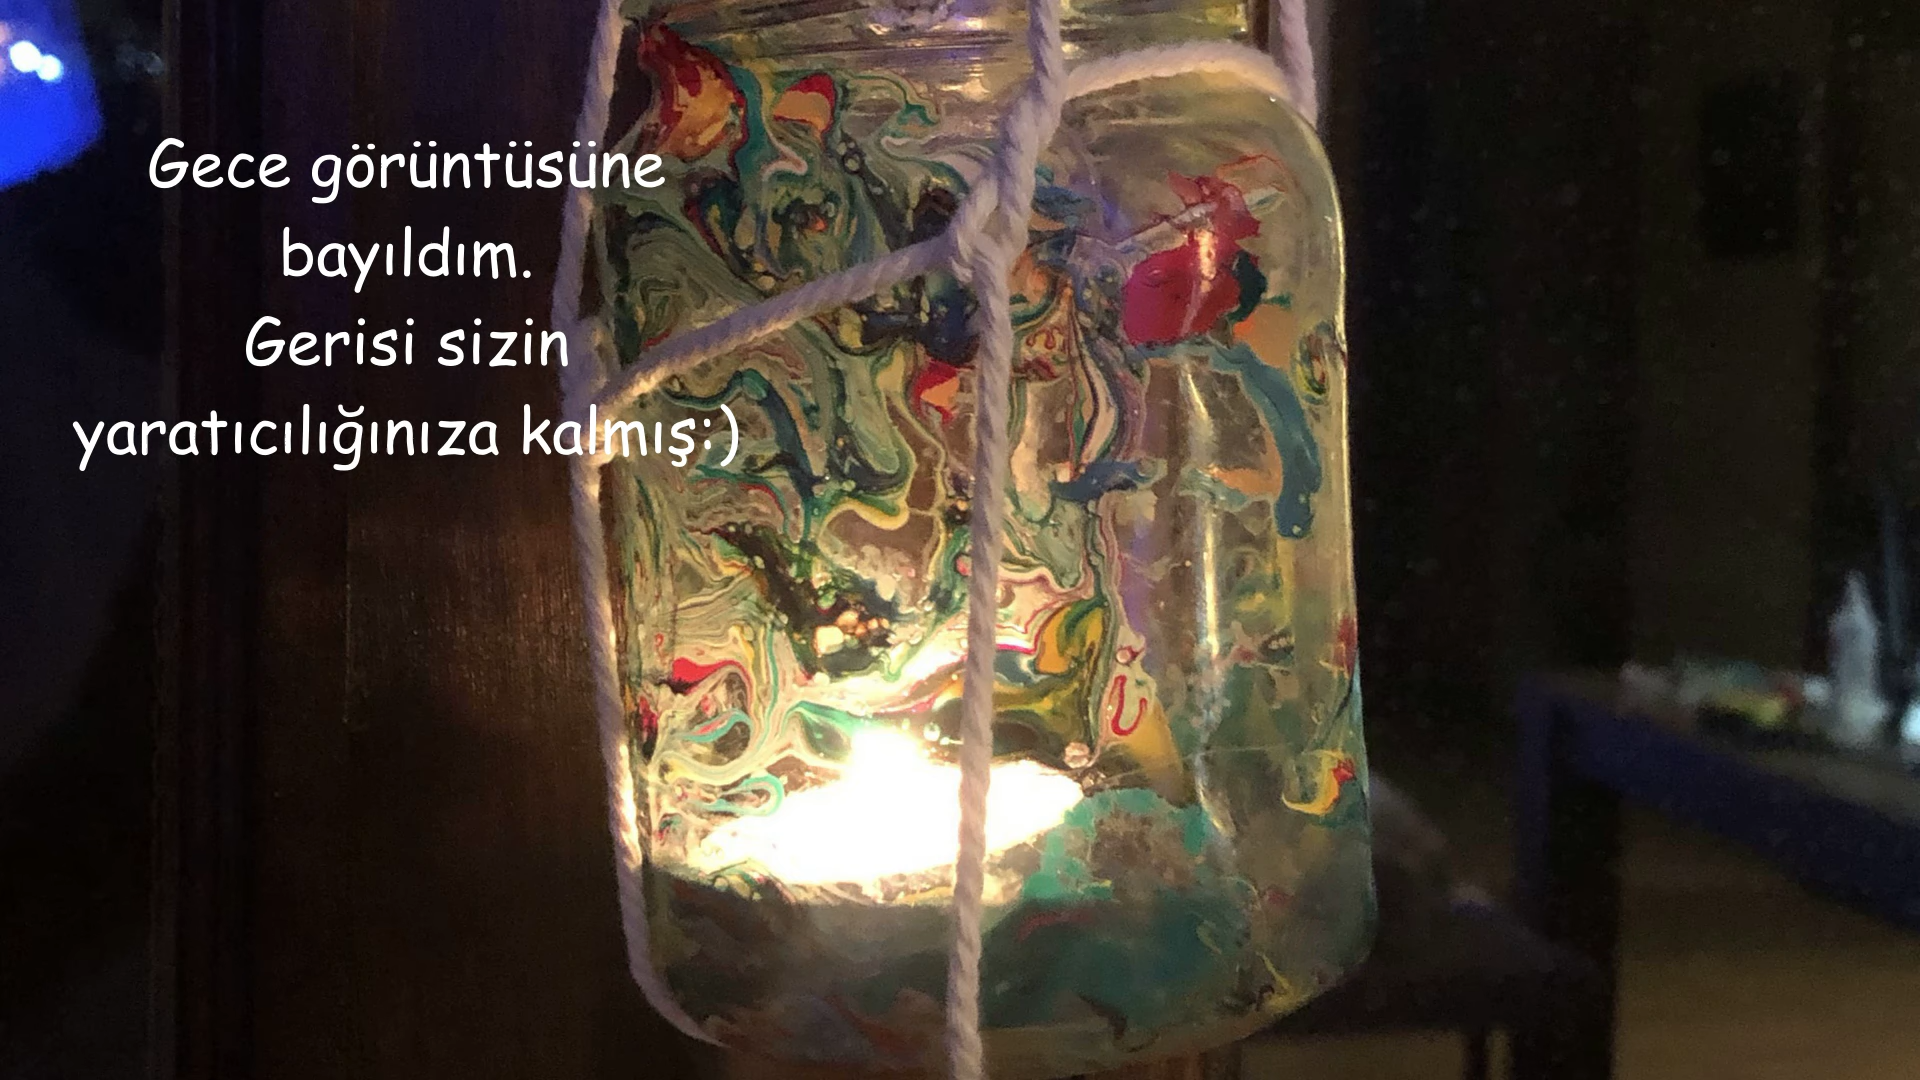 Gece görüntüsüne
bayıldım.
Gerisi sizin
yaratıcılığınıza kalmış:)